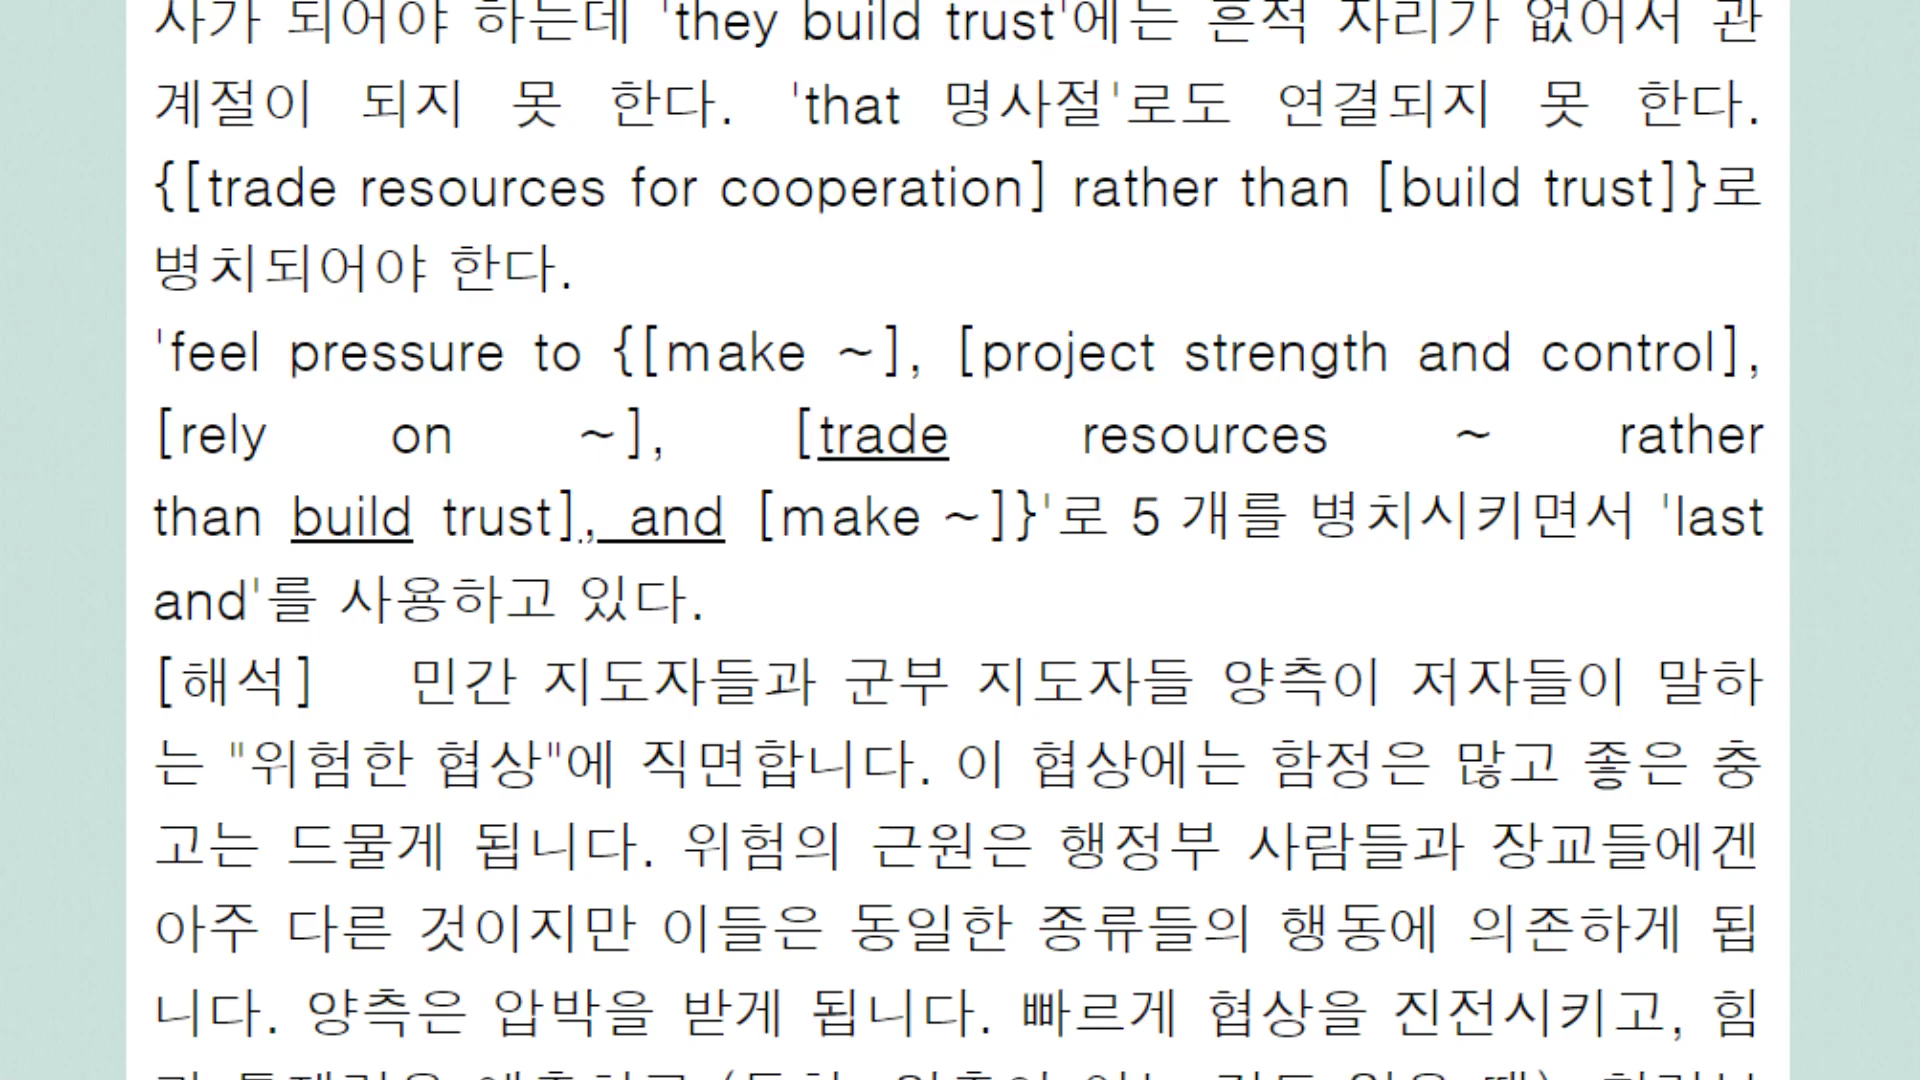 사가 되어야 하는데 'they build trust'에는 흔적 자리가 없어서 관
계절이 되지 못 한다. 'that 명사절'로도 연결되지 못 한다.
{[trade resources for cooperation] rather than [build trust]}로
병치되어야 한다.
'feel pressure to {[make ~], [project strength and control],
[rely on ~], [trade resources ~ rather
than build trust], and [make ~]}'로 5 개를 병치시키면서 'last
and'를 사용하고 있다.
[해석] 민간 지도자들과 군부 지도자들 양측이 저자들이 말하
는 "위험한 협상"에 직면합니다. 이 협상에는 함정은 많고 좋은 충
고는 드물게 됩니다. 위험의 근원은 행정부 사람들과 장교들에겐
아주 다른 것이지만 이들은 동일한 종류들의 행동에 의존하게 됩
니다. 양측은 압박을 받게 됩니다. 빠르게 협상을 진전시키고, 힘